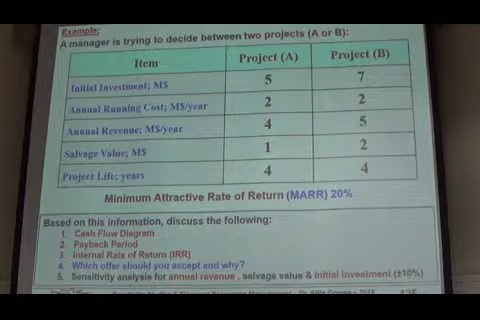 Example:
A manager is trying to decide between two projects (A or B):
Item Project (A) Project (B)
Initial Investment; M$ 5 7
Annual Running Cost; M$/year 2 2
Annual Revenue; M$/year 4 5
Salvage Value; M$ 1 2
Project Life; years 4 4
Minimum Attractive Rate of Return (MARR) 20%
Based on this information, discuss the following:
1. Cash Flow Diagram
2. Payback Period
3. Internal Rate of Return (IRR)
4. Which offer should you accept and why?
5. Sensitivity analysis for annual revenue , salvage value & initial investment (±10%)